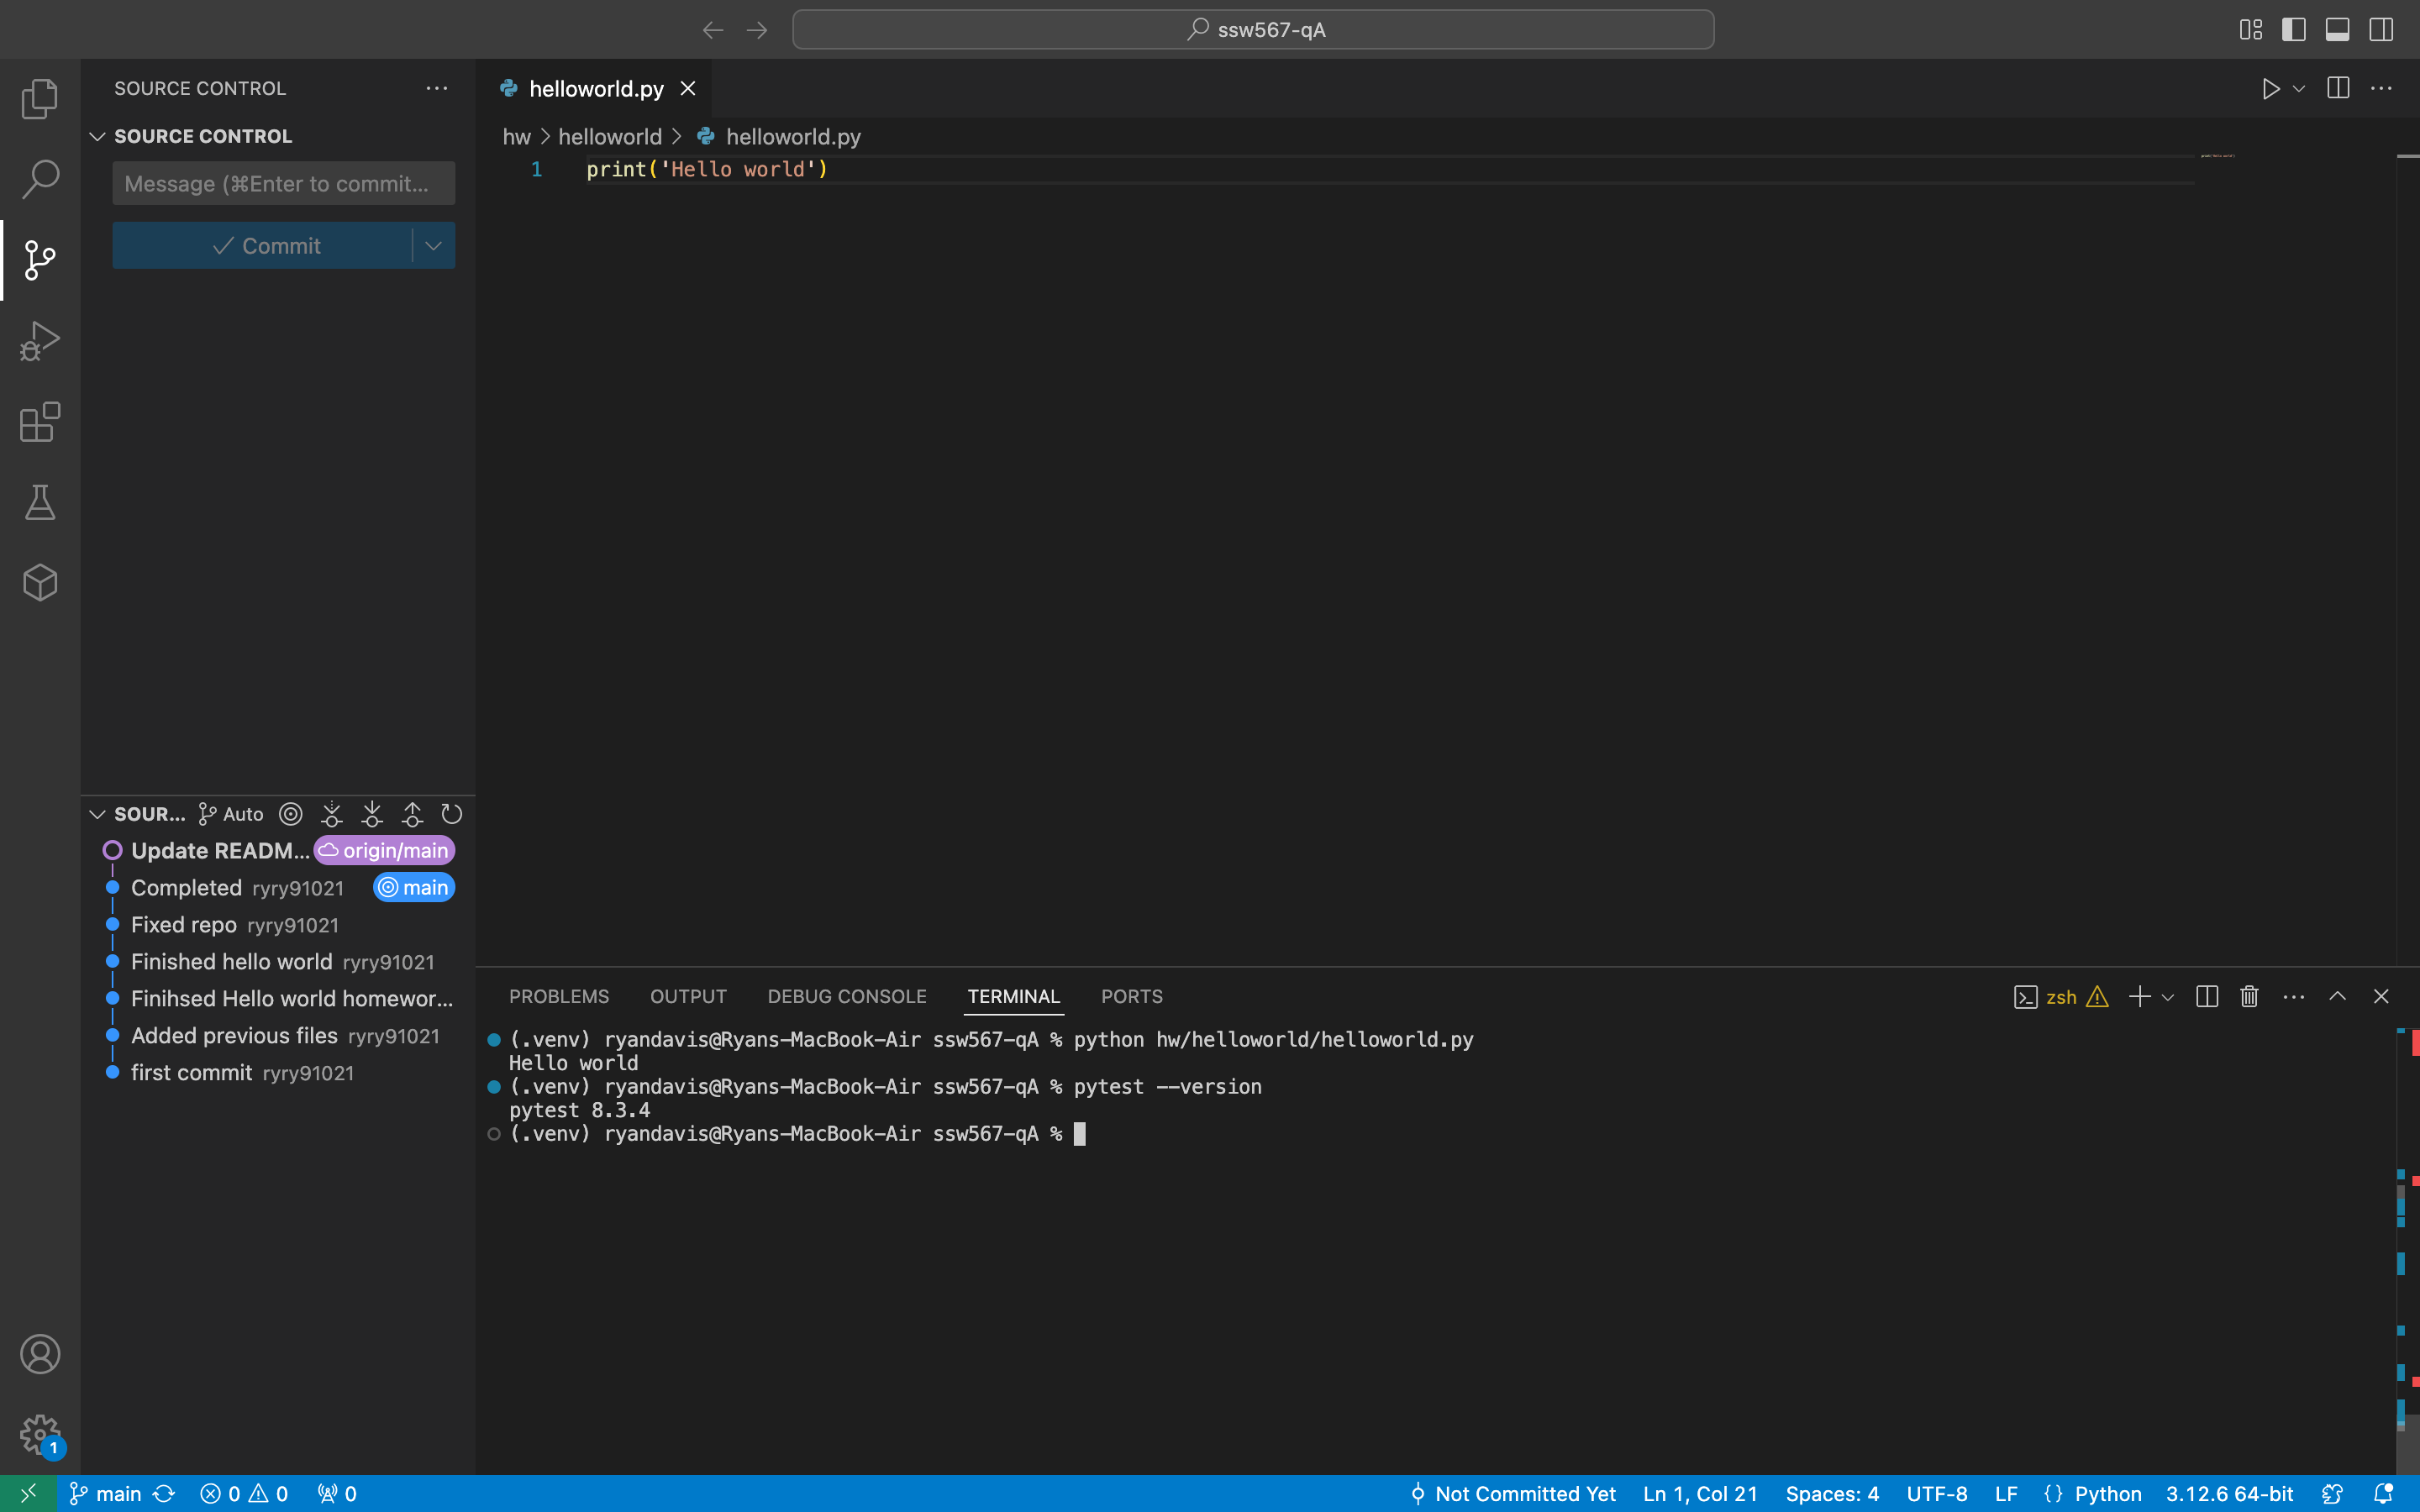 ssw567-qA
SOURCE CONTROL
SOURCE CONTROL
Message (⌘Enter to commit...
Commit
SOUR... Auto
Update READM... origin/main
Completed ryry91021 main
Fixed repo ryry91021
Finished hello world ryry91021
Finihsed Hello world homewor...
Added previous files ryry91021
first commit ryry91021
helloworld.py
hw > helloworld > helloworld.py
1 print('Hello world')
PROBLEMS OUTPUT DEBUG CONSOLE TERMINAL PORTS
zsh
(.venv) ryandavis@Ryans-MacBook-Air ssw567-qA % python hw/helloworld/helloworld.py
Hello world
(.venv) ryandavis@Ryans-MacBook-Air ssw567-qA % pytest --version
pytest 8.3.4
(.venv) ryandavis@Ryans-MacBook-Air ssw567-qA %
1
main 0 0 0 Not Committed Yet Ln 1, Col 21 Spaces: 4 UTF-8 LF {} Python 3.12.6 64-bit